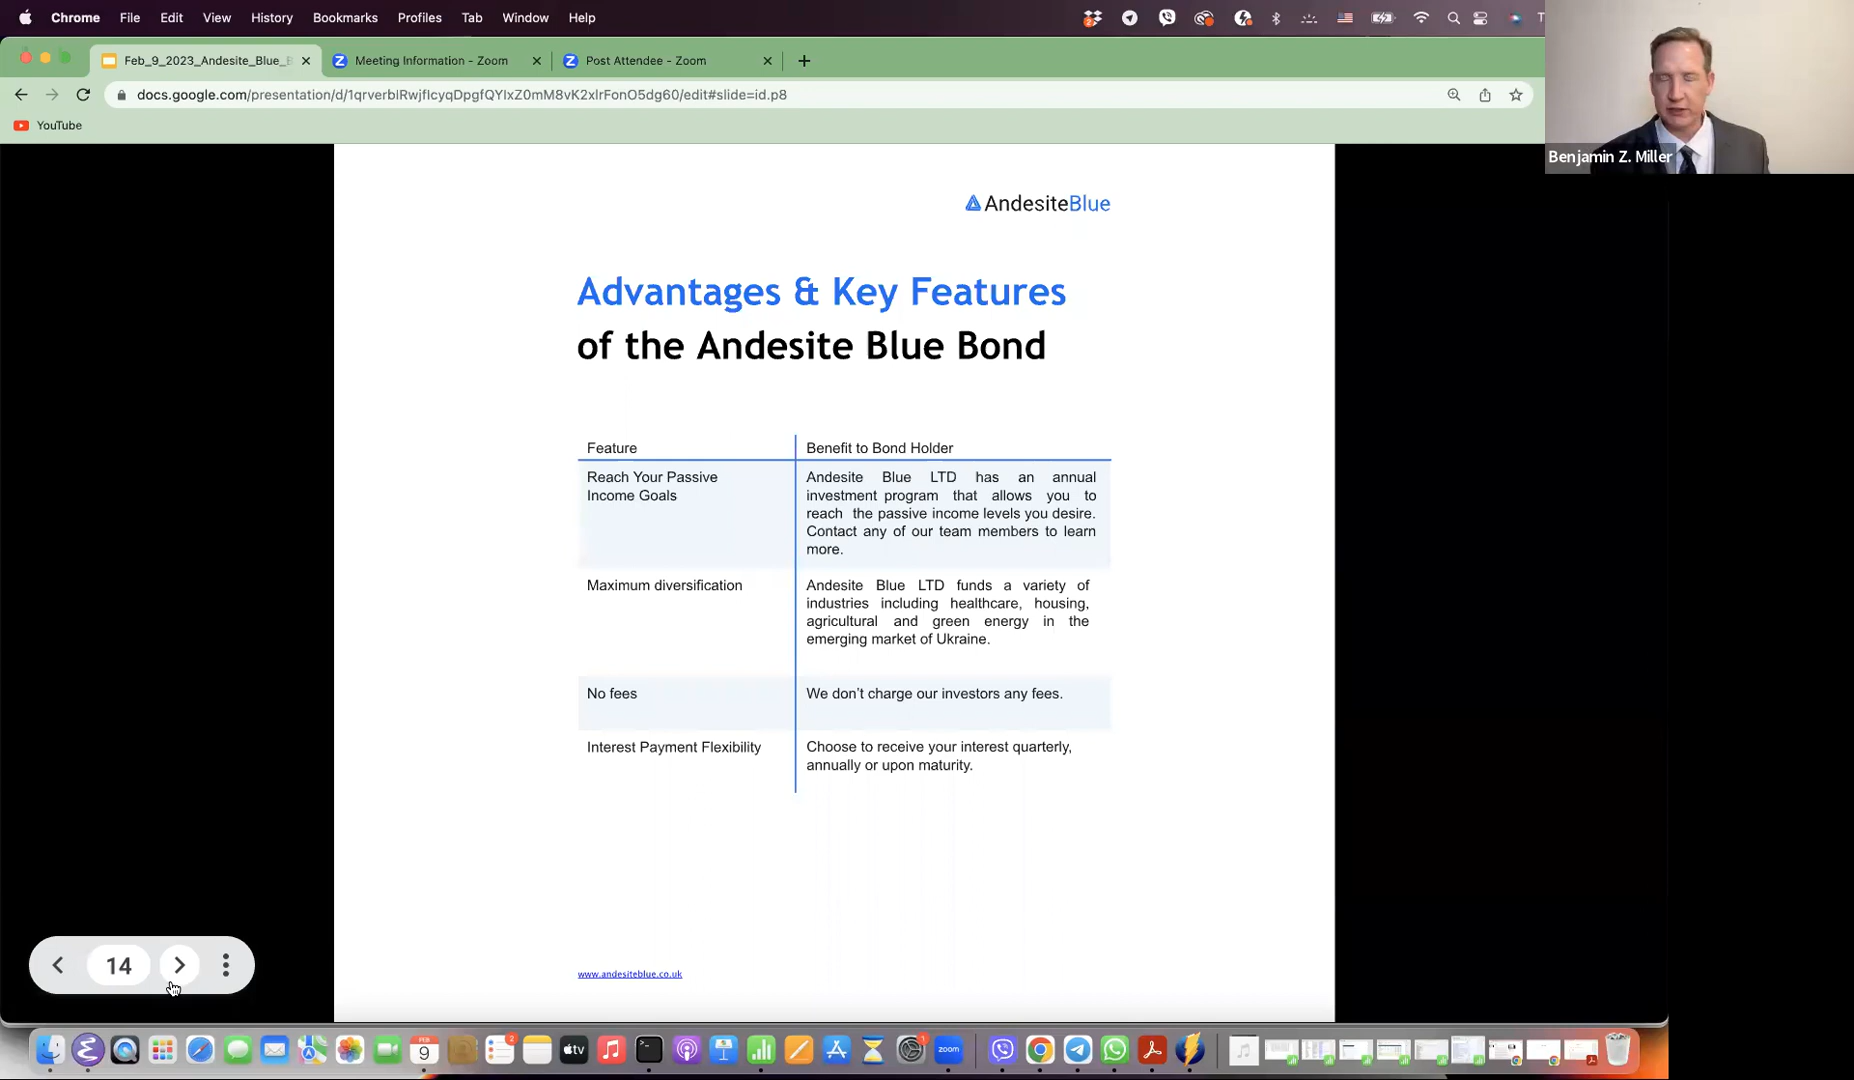 Chrome File Edit View History Bookmarks Profiles Tab Window Help
Feb_9_2023_Andesite_Blue_
Meeting Information - Zoom
Post Attendee - Zoom
docs.google.com/presentation/d/1qrverbIRwjfIcyqDpgfQYIxZ0mM8vK2xlrFonO5dg60/edit#slide=id.p8
YouTube
Benjamin Z. Miller
AndesiteBlue
Advantages & Key Features
of the Andesite Blue Bond
Feature
Benefit to Bond Holder
Reach Your Passive
Income Goals
Andesite Blue LTD has an annual
investment program that allows you to
reach the passive income levels you desire.
Contact any of our team members to learn
more.
Maximum diversification
Andesite Blue LTD funds a variety of
industries including healthcare, housing,
agricultural and green energy in the
emerging market of Ukraine.
No fees
We don’t charge our investors any fees.
Interest Payment Flexibility
Choose to receive your interest quarterly,
annually or upon maturity.
14
www.andesiteblue.co.uk
tv
FEB
9
2
zoom